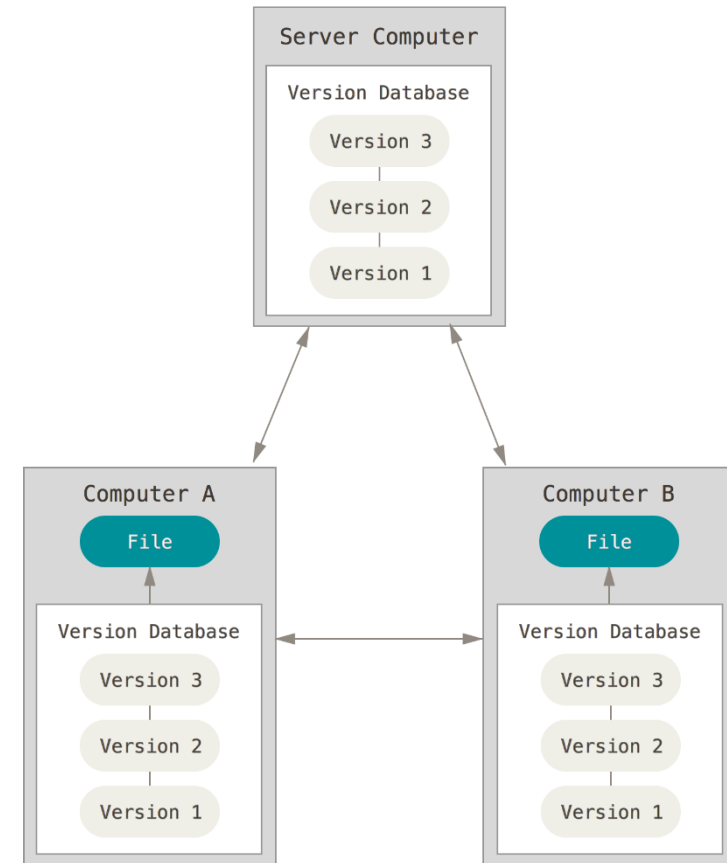 Server Computer
Version Database
Version 3
Version 2
Version 1
Computer A
File
Version Database
Version 3
Version 2
Version 1
Computer B
File
Version Database
Version 3
Version 2
Version 1